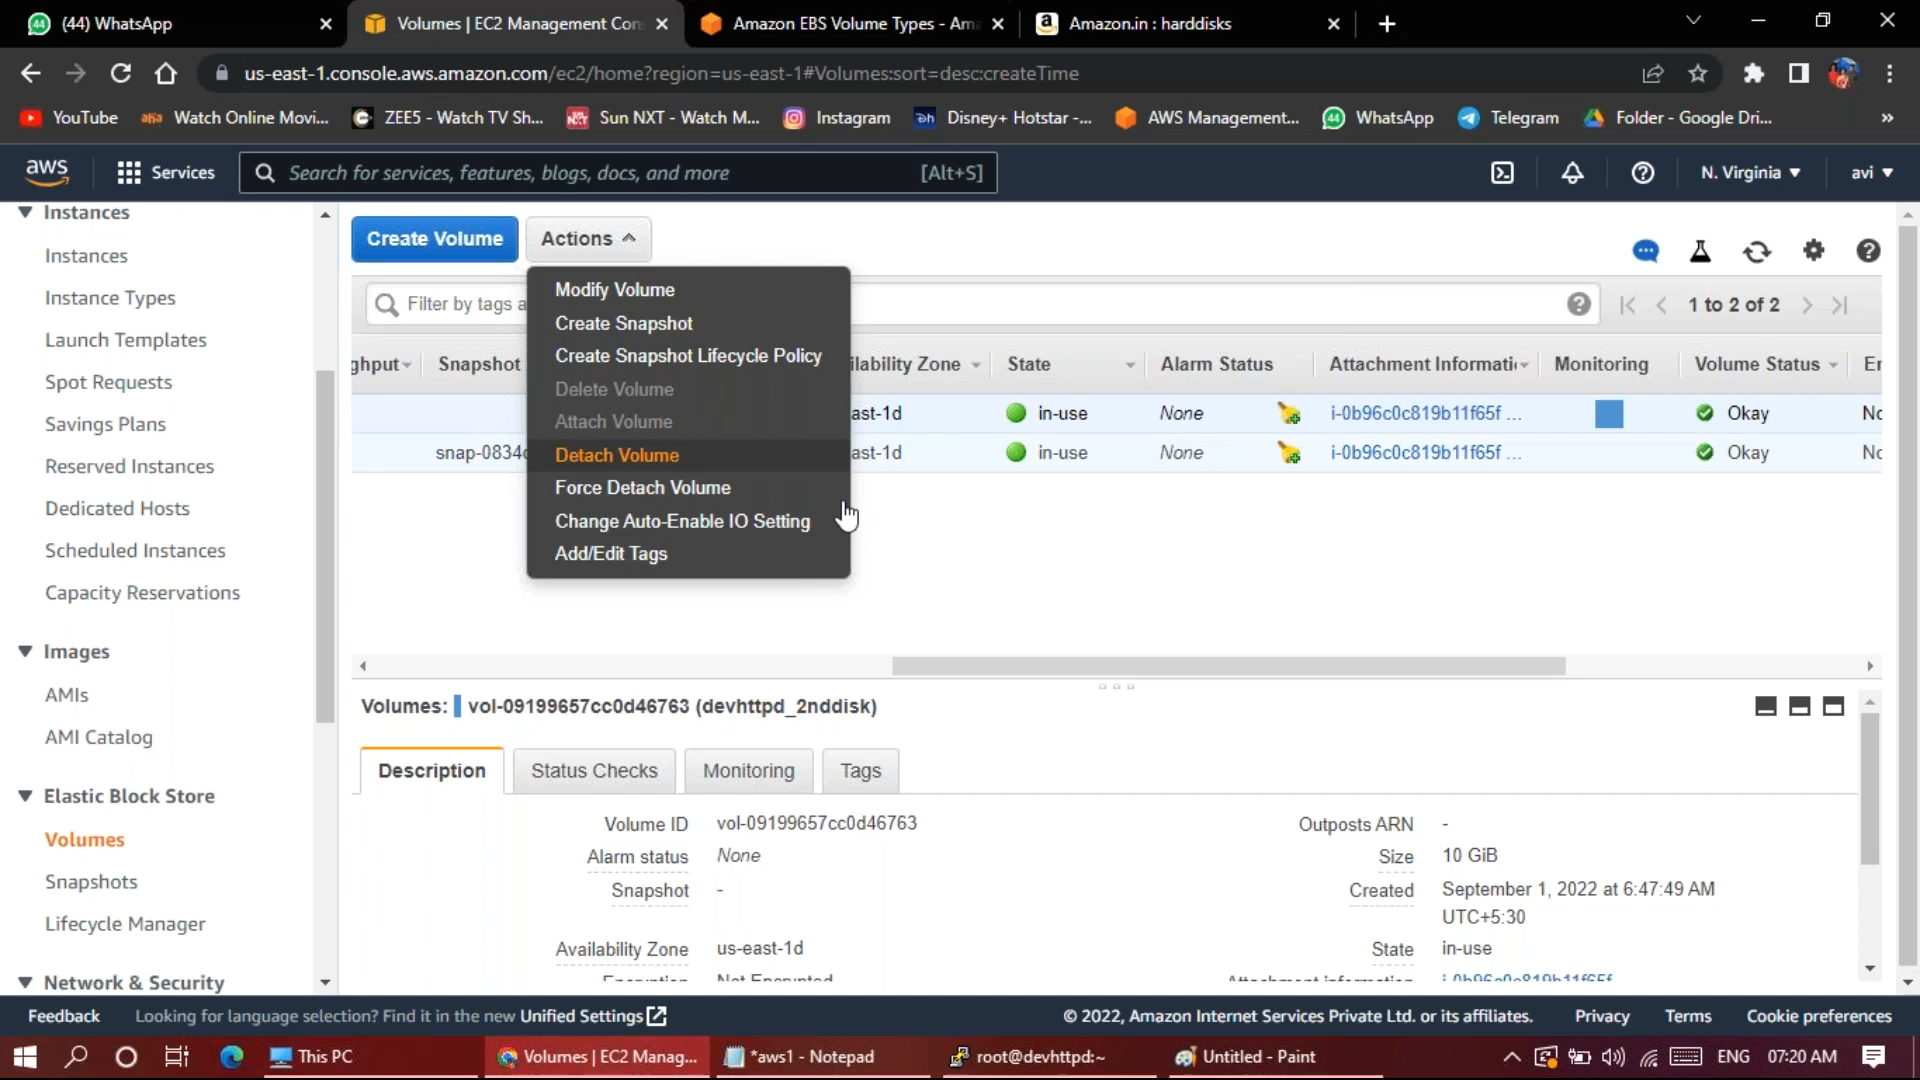 (44) WhatsApp
Volumes | EC2 Management Con
Amazon EBS Volume Types - Am
Amazon.in : harddisks
us-east-1.console.aws.amazon.com/ec2/home?region=us-east-1#Volumes:sort=desc:createTime
YouTube
aha Watch Online Movi...
ZEE5 - Watch TV Sh...
Sun NXT - Watch M...
Instagram
Disney+ Hotstar -...
AWS Management...
WhatsApp
Telegram
Folder - Google Dri...
»
aws
Services
Search for services, features, blogs, docs, and more
[Alt+S]
N. Virginia
avi
Instances
Instances
Instance Types
Launch Templates
Spot Requests
Savings Plans
Reserved Instances
Dedicated Hosts
Scheduled Instances
Capacity Reservations
Images
AMIs
AMI Catalog
Elastic Block Store
Volumes
Snapshots
Lifecycle Manager
Network & Security
Create Volume
Actions
Filter by tags a
1 to 2 of 2
Modify Volume
Create Snapshot
Create Snapshot Lifecycle Policy
Delete Volume
Attach Volume
Detach Volume
Force Detach Volume
Change Auto-Enable IO Setting
Add/Edit Tags
ghput Snapshot ilability Zone State Alarm Status Attachment Informati Monitoring Volume Status Er
ast-1d in-use None i-0b96c0c819b11f65f ... Okay Nc
snap-0834c ast-1d in-use None i-0b96c0c819b11f65f ... Okay Nc
Volumes: vol-09199657cc0d46763 (devhttpd_2nddisk)
Description
Status Checks
Monitoring
Tags
Volume ID vol-09199657cc0d46763
Outposts ARN -
Alarm status None
Size 10 GiB
Snapshot -
Created September 1, 2022 at 6:47:49 AM
UTC+5:30
Availability Zone us-east-1d
State in-use
Encryption Not Encrypted
Attachment information i-0b96c0c819b11f65f
Feedback
Looking for language selection? Find it in the new Unified Settings
© 2022, Amazon Internet Services Private Ltd. or its affiliates.
Privacy
Terms
Cookie preferences
This PC
Volumes | EC2 Manag...
*aws1 - Notepad
root@devhttpd:~
Untitled - Paint
ENG
07:20 AM